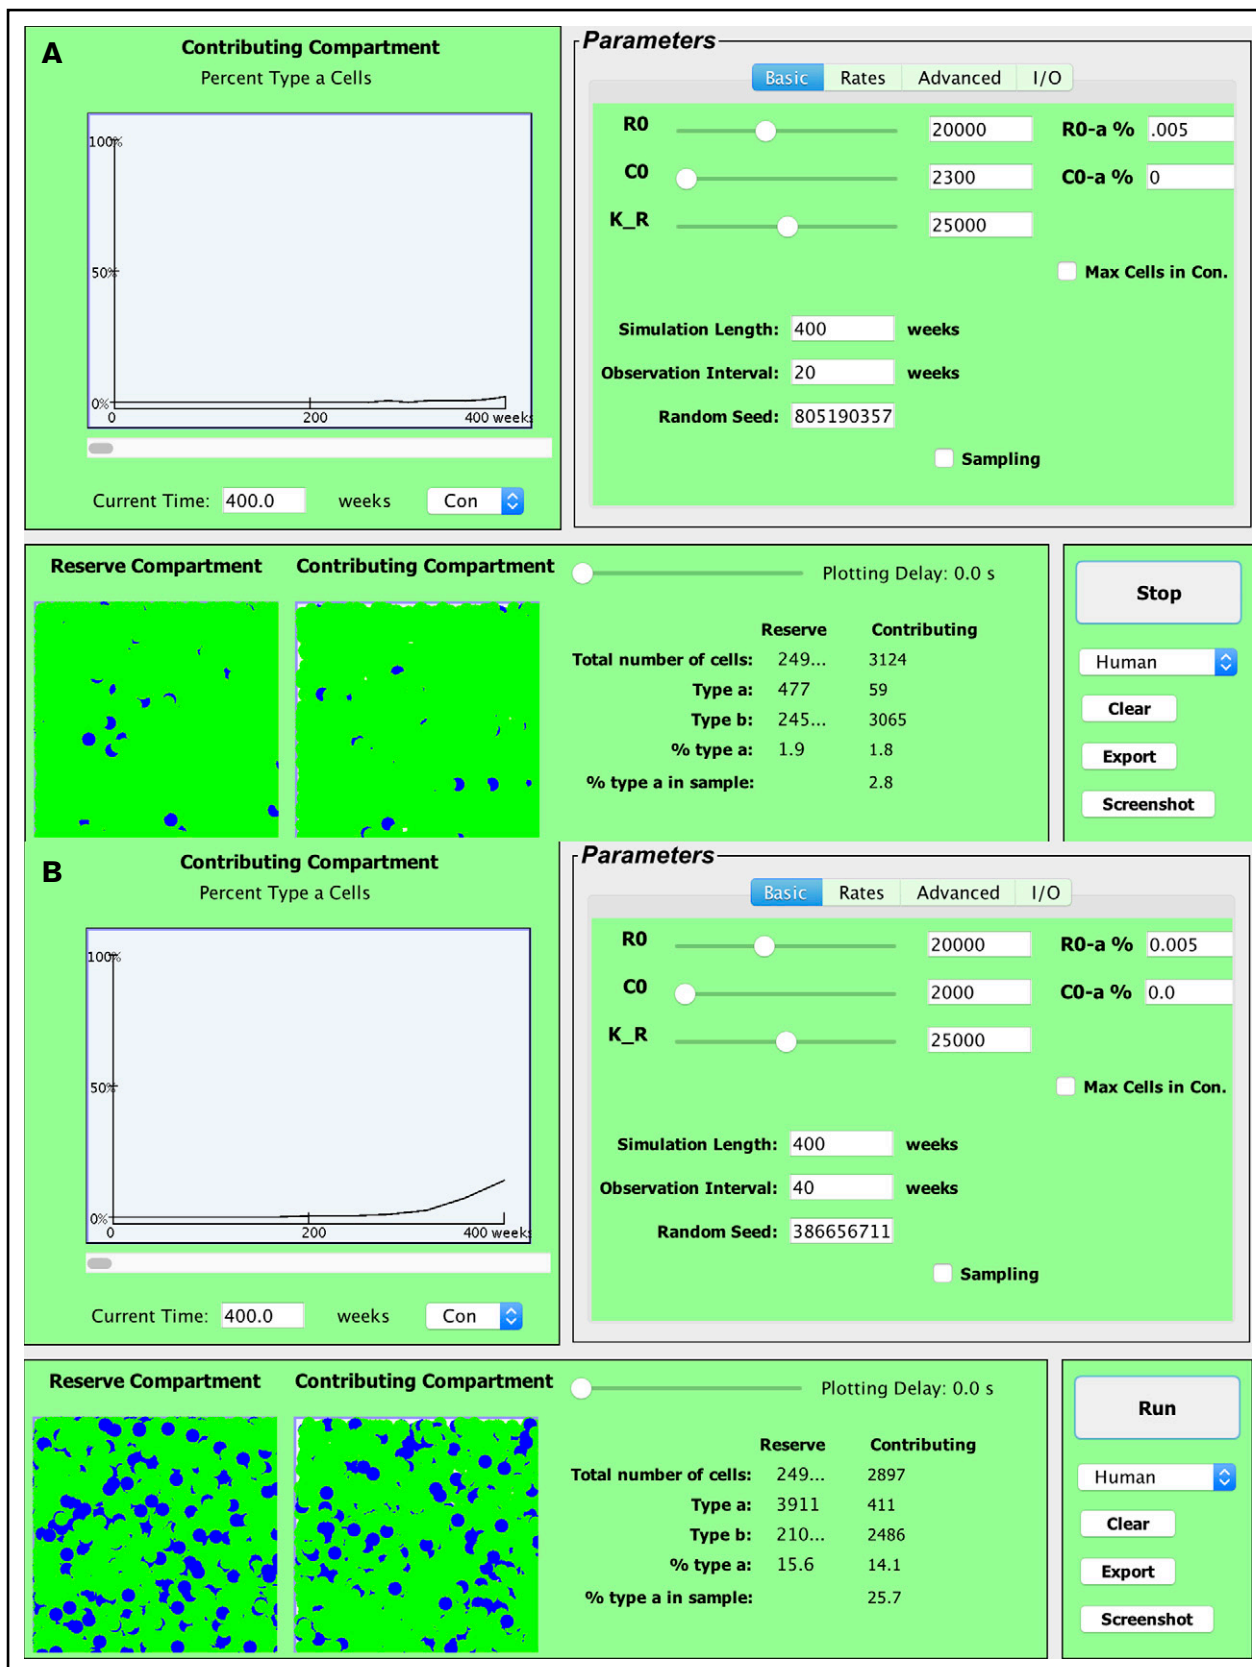 A
Contributing Compartment
Percent Type a Cells
100%
50%
0%
0 200 400 weeks
Current Time: 400.0 weeks Con
Parameters
Basic Rates Advanced I/O
R0 20000 R0-a % .005
C0 2300 C0-a % 0
K_R 25000
Max Cells in Con.
Simulation Length: 400 weeks
Observation Interval: 20 weeks
Random Seed: 805190357
Sampling
Reserve Compartment Contributing Compartment Plotting Delay: 0.0 s
Reserve Contributing
Total number of cells: 249... 3124
Type a: 477 59
Type b: 245... 3065
% type a: 1.9 1.8
% type a in sample: 2.8
Stop
Human
Clear
Export
Screenshot
B
Contributing Compartment
Percent Type a Cells
100%
50%
0%
0 200 400 weeks
Current Time: 400.0 weeks Con
Parameters
Basic Rates Advanced I/O
R0 20000 R0-a % 0.005
C0 2000 C0-a % 0.0
K_R 25000
Max Cells in Con.
Simulation Length: 400 weeks
Observation Interval: 40 weeks
Random Seed: 386656711
Sampling
Reserve Compartment Contributing Compartment Plotting Delay: 0.0 s
Reserve Contributing
Total number of cells: 249... 2897
Type a: 3911 411
Type b: 210... 2486
% type a: 15.6 14.1
% type a in sample: 25.7
Run
Human
Clear
Export
Screenshot